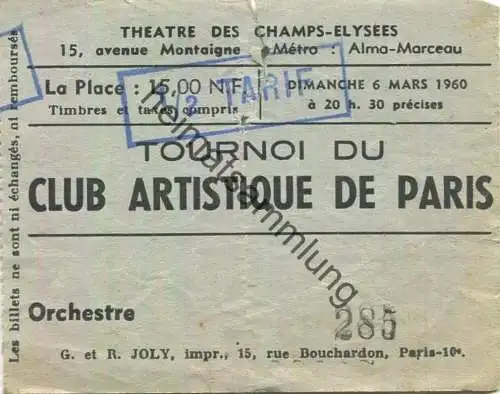 THEATRE DES CHAMPS-ELYSÉES
15, avenue Montaigne Métro : Alma-Marceau
La Place : 15,00 N.F.
Timbres et taxes compris
DIMANCHE 6 MARS 1960
à 20 h. 30 précises
TARIF
TOURNOI DU
CLUB ARTISTIQUE DE PARIS
Orchestre
285
G. et R. JOLY, impr., 15, rue Bouchardon, Paris-10e.
Les billets ne sont ni échangés, ni remboursés
heimatsammlung.de